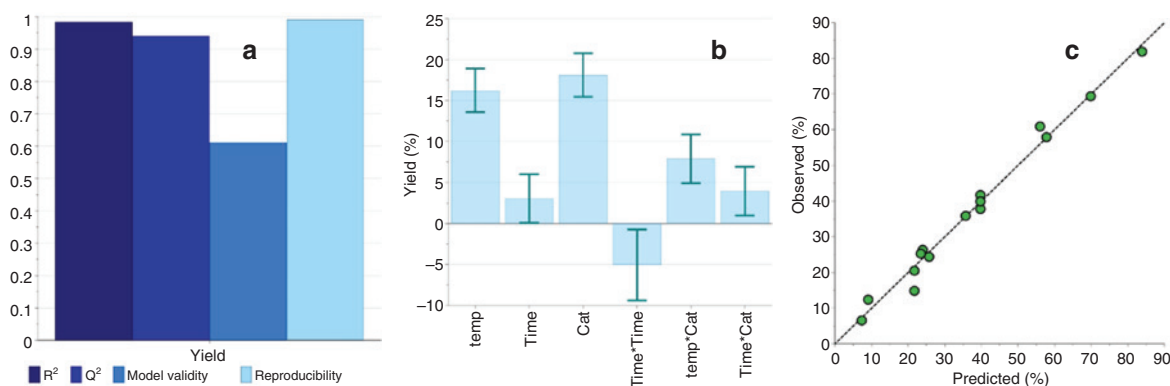 a
1
0.9
0.8
0.7
0.6
0.5
0.4
0.3
0.2
0.1
0
Yield
R² Q² Model validity Reproducibility
b
Yield (%)
25
20
15
10
5
0
−5
−10
temp
Time
Cat
Time*Time
temp*Cat
Time*Cat
c
Observed (%)
90
80
70
60
50
40
30
20
10
0
0 10 20 30 40 50 60 70 80 90
Predicted (%)